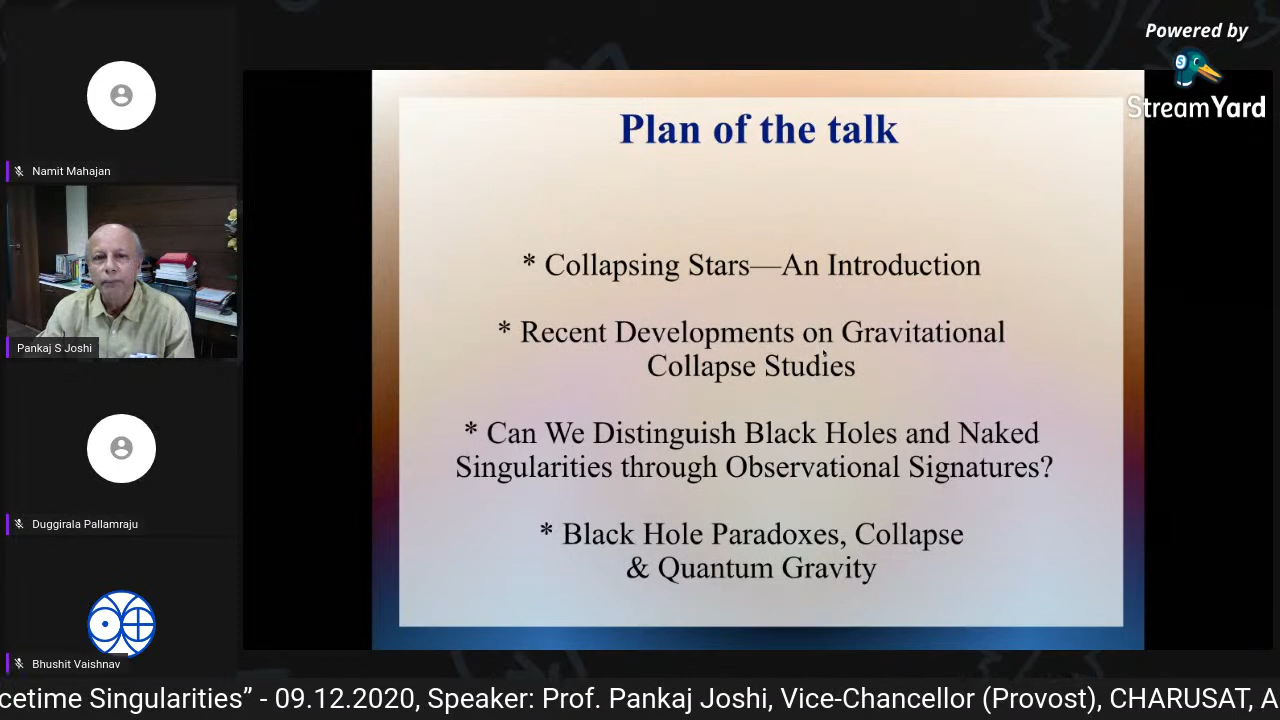 Powered by
StreamYard
Namit Mahajan
Pankaj S Joshi
Duggirala Pallamraju
Bhushit Vaishnav
Plan of the talk
* Collapsing Stars—An Introduction
* Recent Developments on Gravitational
Collapse Studies
* Can We Distinguish Black Holes and Naked
Singularities through Observational Signatures?
* Black Hole Paradoxes, Collapse
& Quantum Gravity
cetime Singularities” - 09.12.2020, Speaker: Prof. Pankaj Joshi, Vice-Chancellor (Provost), CHARUSAT, A